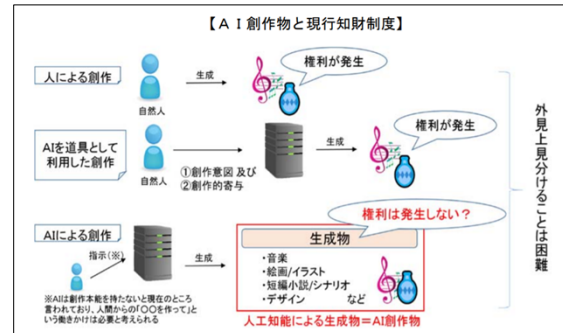 【AI創作物と現行知財制度】
人による創作
自然人
生成
権利が発生
AIを道具として
利用した創作
自然人
①創作意図 及び
②創作的寄与
生成
権利が発生
AIIによる創作
指示(※)
生成
※AIIは創作本能を持たないと現在のところ
言われており、人間からの「〇〇を作って」とい
う働きかけは必要と考えられる
権利は発生しない？
生成物
・音楽
・絵画/イラスト
・短編小説/シナリオ
・デザイン など
人工知能による生成物＝AI創作物
外見上見分けることは困難